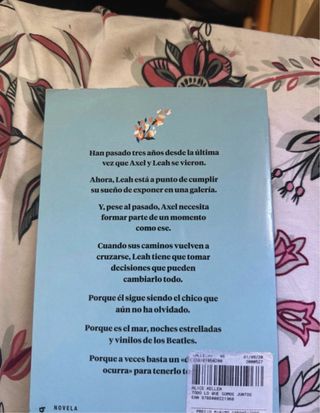 Han pasado tres años desde la última
vez que Axel y Leah se vieron.
Ahora, Leah está a punto de cumplir
su sueño de exponer en una galería.
Y, pese al pasado, Axel necesita
formar parte de un momento
como ese.
Cuando sus caminos vuelven a
cruzarse, Leah tiene que tomar
decisiones que pueden
cambiarlo todo.
Porque él sigue siendo el chico que
aún no ha olvidado.
Porque es el mar, noches estrelladas
y vinilos de los Beatles.
Porque a veces basta un
ocurra» para tenerlo
ALICE KELLEN
TODO LO QUE SOMOS JUNTOS
NOVELA